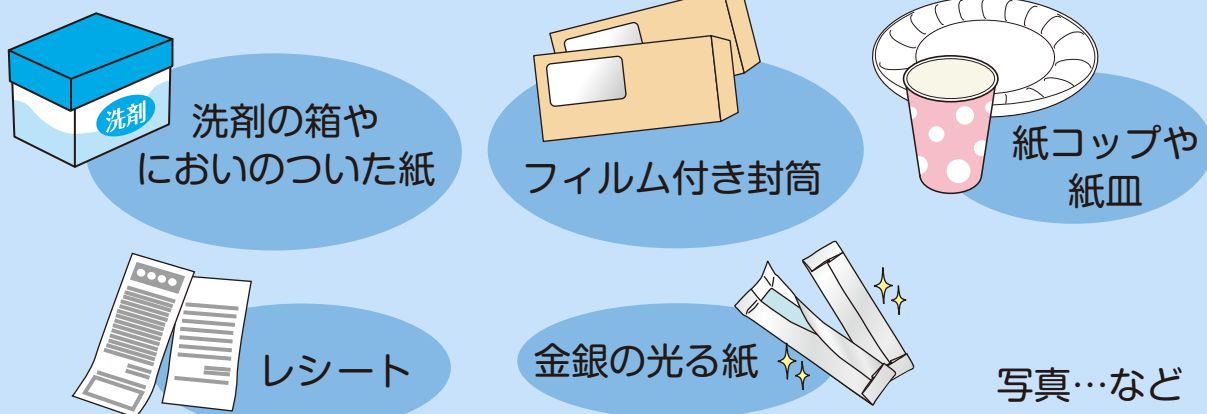 洗剤
洗剤の箱や
においのついた紙
フィルム付き封筒
紙コップや
紙皿
レシート
金銀の光る紙
写真…など